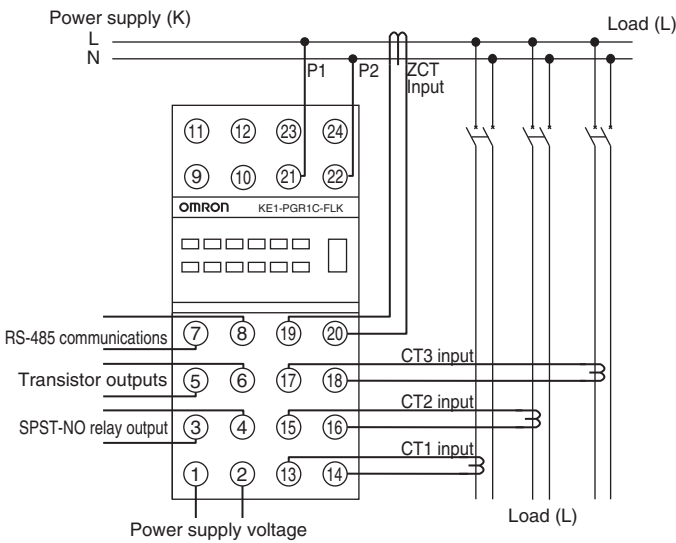 Power supply (K)
Load (L)
L
N
P1
P2
ZCT
Input
11 12 23 24
9 10 21 22
OMRON KE1-PGR1C-FLK
RS-485 communications
7 8 19 20
CT3 input
Transistor outputs
5 6 17 18
CT2 input
SPST-NO relay output
3 4 15 16
CT1 input
1 2 13 14
Load (L)
Power supply voltage